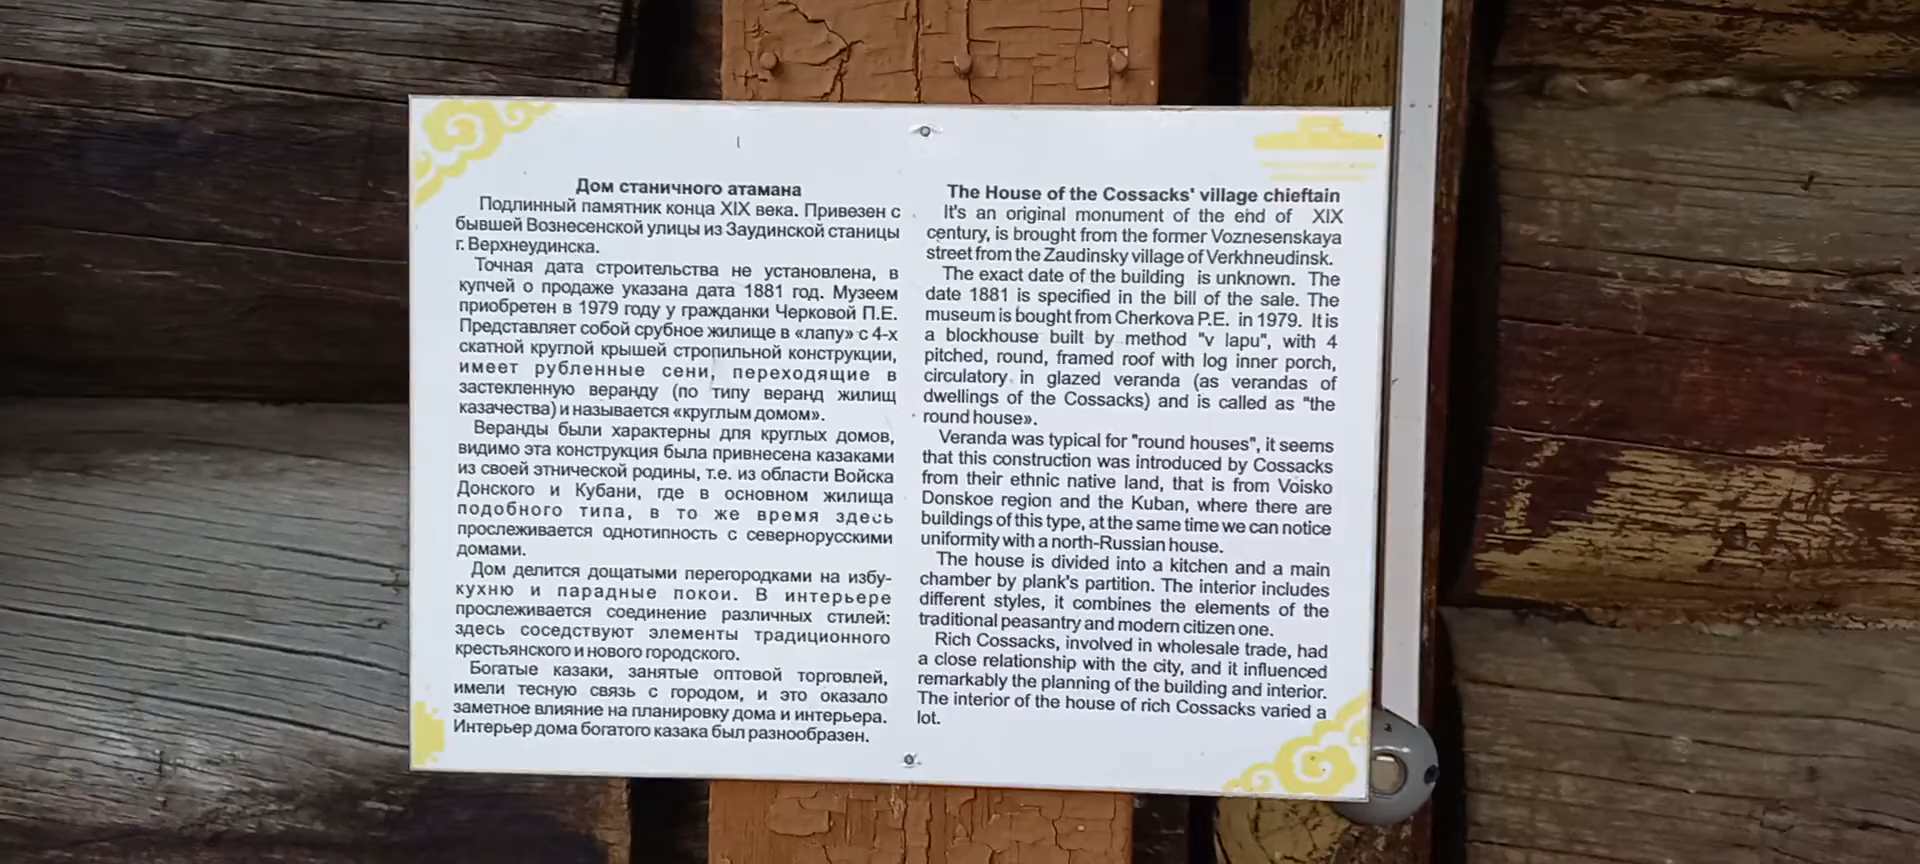 Дом станичного атамана
Подлинный памятник конца XIX века. Привезен с
бывшей Вознесенской улицы из Заудинской станицы
г. Верхнеудинска.
Точная дата строительства не установлена, в
купчей о продаже указана дата 1881 год. Музеем
приобретен в 1979 году у гражданки Черковой П.Е.
Представляет собой срубное жилище в «лапу» с 4-х
скатной круглой крышей стропильной конструкции,
имеет рубленные сени, переходящие в
застекленную веранду (по типу веранд жилищ
казачества) и называется «круглым домом».
Веранды были характерны для круглых домов,
видимо эта конструкция была привнесена казаками
из своей этнической родины, т.е. из области Войска
Донского и Кубани, где в основном жилища
подобного типа, в то же время здесь
прослеживается однотипность с севернорусскими
домами.
Дом делится дощатыми перегородками на избу-
кухню и парадные покои. В интерьере
прослеживается соединение различных стилей:
здесь соседствуют элементы традиционного
крестьянского и нового городского.
Богатые казаки, занятые оптовой торговлей,
имели тесную связь с городом, и это оказало
заметное влияние на планировку дома и интерьера.
Интерьер дома богатого казака был разнообразен.
The House of the Cossacks' village chieftain
It's an original monument of the end of XIX
century, is brought from the former Voznesenskaya
street from the Zaudinsky village of Verkhneudinsk.
The exact date of the building is unknown. The
date 1881 is specified in the bill of the sale. The
museum is bought from Cherkova P.E. in 1979. It is
a blockhouse built by method "v lapu", with 4
pitched, round, framed roof with log inner porch,
circulatory in glazed veranda (as verandas of
dwellings of the Cossacks) and is called as "the
round house».
Veranda was typical for "round houses", it seems
that this construction was introduced by Cossacks
from their ethnic native land, that is from Voisko
Donskoe region and the Kuban, where there are
buildings of this type, at the same time we can notice
uniformity with a north-Russian house.
The house is divided into a kitchen and a main
chamber by plank's partition. The interior includes
different styles, it combines the elements of the
traditional peasantry and modern citizen one.
Rich Cossacks, involved in wholesale trade, had
a close relationship with the city, and it influenced
remarkably the planning of the building and interior.
The interior of the house of rich Cossacks varied a
lot.